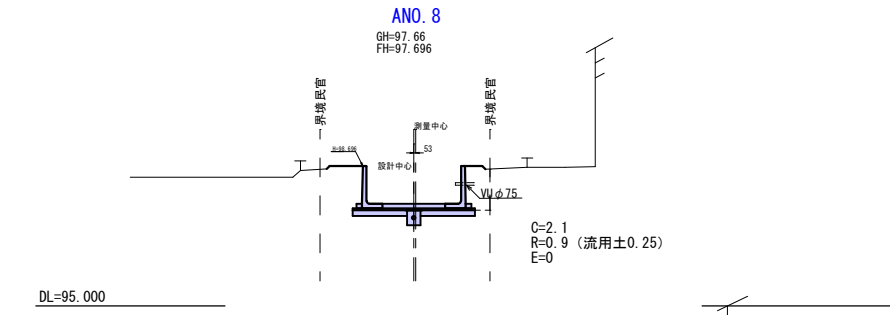 ANO.8
GH=97.66
FH=97.696
官民境界
官民境界
測量中心
53
H=98.696
設計中心
VUφ75
C=2.1
R=0.9 (流用土0.25)
E=0
DL=95.000